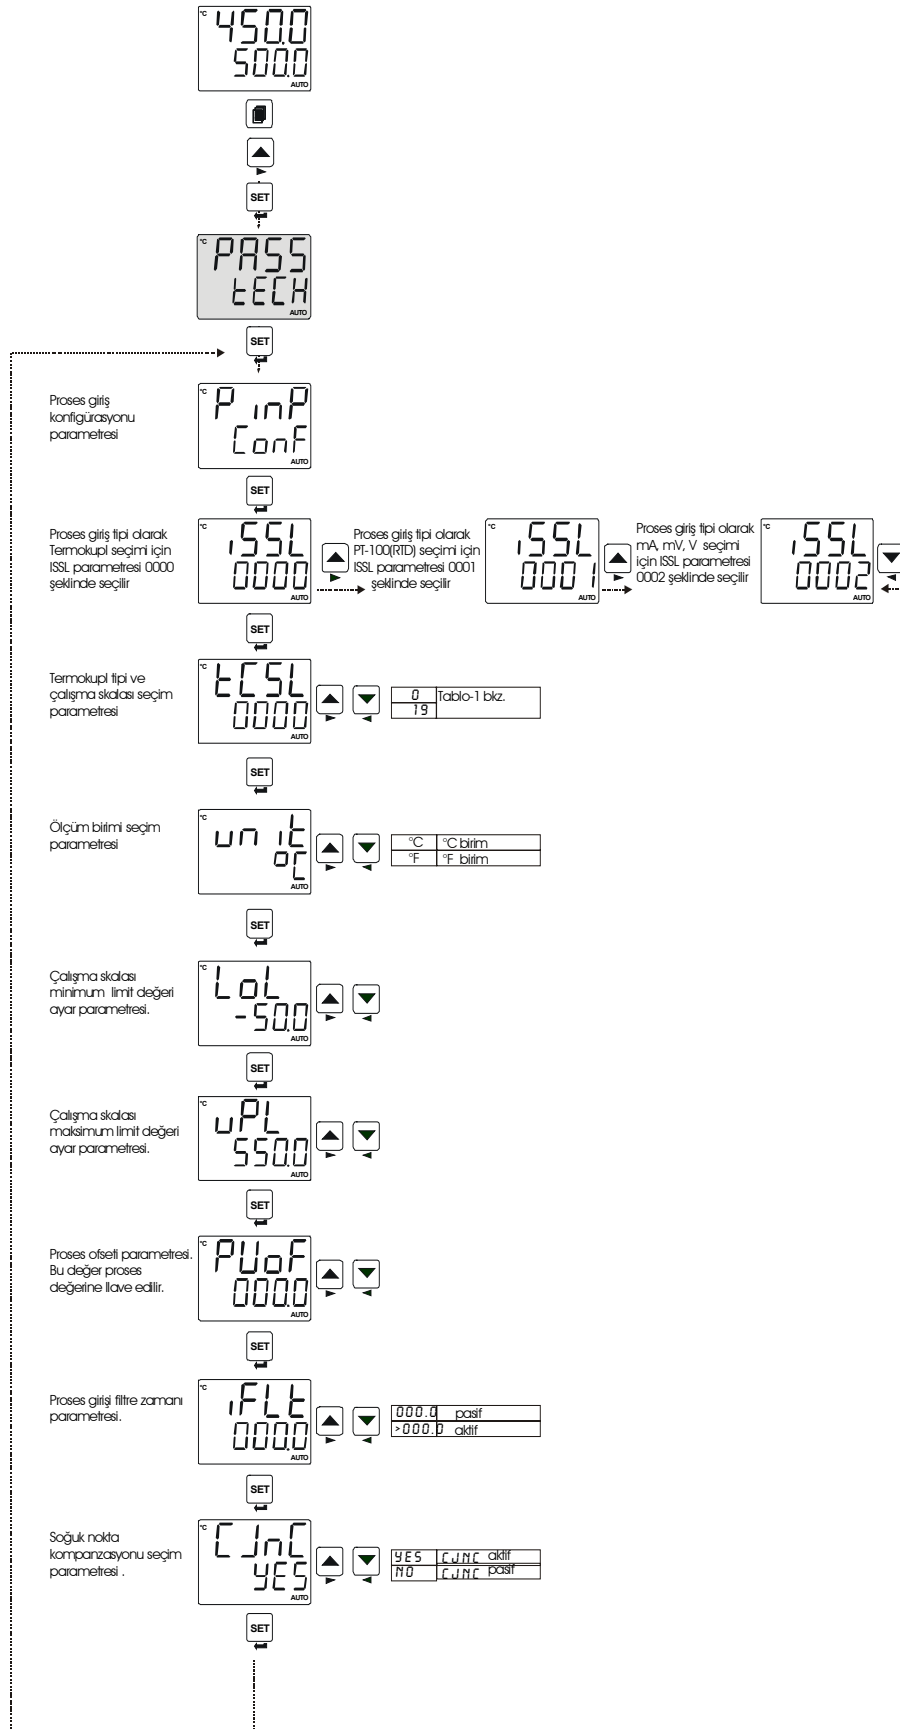 °C
450.0
500.0
AUTO
SET
°C
PASS
tECH
AUTO
SET
Proses giriş
konfigürasyonu
parametresi
°C
P inP
ConF
AUTO
SET
Proses giriş tipi olarak
Termokupl seçimi için
ISSL parametresi 0000
şeklinde seçilir
°C
iSSL
0000
AUTO
Proses giriş tipi olarak
PT-100(RTD) seçimi için
ISSL parametresi 0001
şeklinde seçilir
°C
iSSL
0001
AUTO
Proses giriş tipi olarak
mA, mV, V seçimi
için ISSL parametresi
0002 şeklinde seçilir
°C
iSSL
0002
AUTO
SET
Termokupl tipi ve
çalışma skalası seçim
parametresi
°C
tCSL
0000
AUTO
0 Tablo-1 bkz.
19
SET
Ölçüm birimi seçim
parametresi
°C
unit
°C
AUTO
°C °C birim
°F °F birim
SET
Çalışma skalası
minimum limit değeri
ayar parametresi.
°C
LoL
-50.0
AUTO
SET
Çalışma skalası
maksimum limit değeri
ayar parametresi.
°C
uPL
550.0
AUTO
SET
Proses ofseti parametresi.
Bu değer proses
değerine ilave edilir.
°C
PUoF
000.0
AUTO
SET
Proses girişi filtre zamanı
parametresi.
°C
iFLt
000.0
AUTO
000.0 pasif
>000.0 aktif
SET
Soğuk nokta
kompanzasyonu seçim
parametresi .
°C
CJnC
YES
AUTO
YES CJNC aktif
NO CJNC pasif
SET